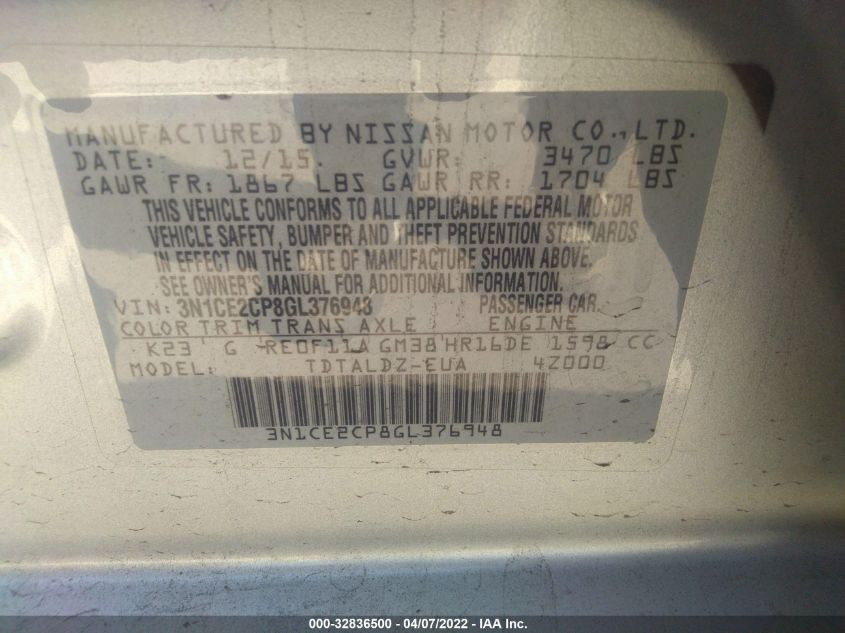 MANUFACTURED BY NISSAN MOTOR CO.,LTD.
DATE: 12/15. GVWR: 3470 LBS
GAWR FR: 1867 LBS GAWR RR: 1704 LBS
THIS VEHICLE CONFORMS TO ALL APPLICABLE FEDERAL MOTOR
VEHICLE SAFETY, BUMPER AND THEFT PREVENTION STANDARDS
IN EFFECT ON THE DATE OF MANUFACTURE SHOWN ABOVE.
SEE OWNER'S MANUAL FOR ADDITIONAL INFORMATION.
VIN: 3N1CE2CP8GL376948 PASSENGER CAR.
COLOR TRIM TRANS AXLE ENGINE
K23 G RE0F11A GM38 HR16DE 1598 CC
MODEL: TDTALDZ-EUA 4Z000
3N1CE2CP8GL376948
000-32836500 - 04/07/2022 - IAA Inc.